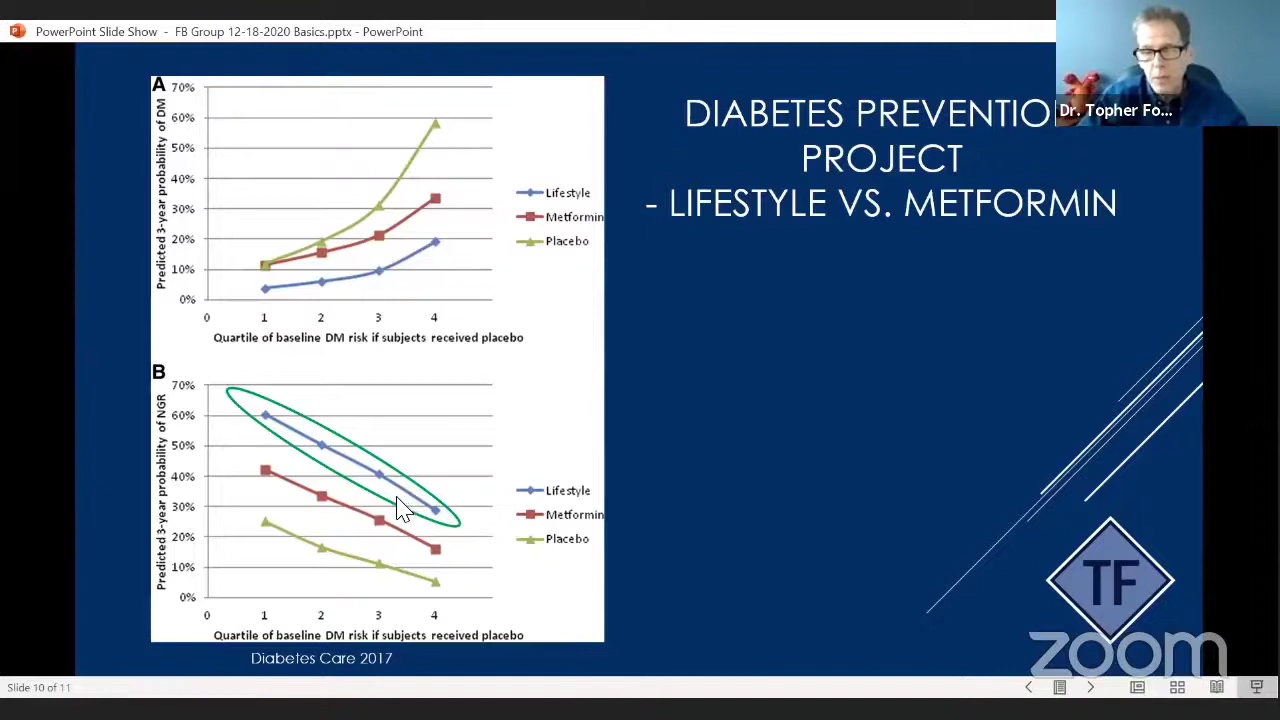 PowerPoint Slide Show - FB Group 12-18-2020 Basics.pptx - PowerPoint
Dr. Topher Fo...
DIABETES PREVENTIO
PROJECT
- LIFESTYLE VS. METFORMIN
A
Predicted 3-year probability of DM
70%
60%
50%
40%
30%
20%
10%
0%
0 1 2 3 4
Quartile of baseline DM risk if subjects received placebo
Lifestyle
Metformin
Placebo
B
Predicted 3-year probability of NGR
70%
60%
50%
40%
30%
20%
10%
0%
0 1 2 3 4
Quartile of baseline DM risk if subjects received placebo
Lifestyle
Metformin
Placebo
Diabetes Care 2017
TF
zoom
Slide 10 of 11